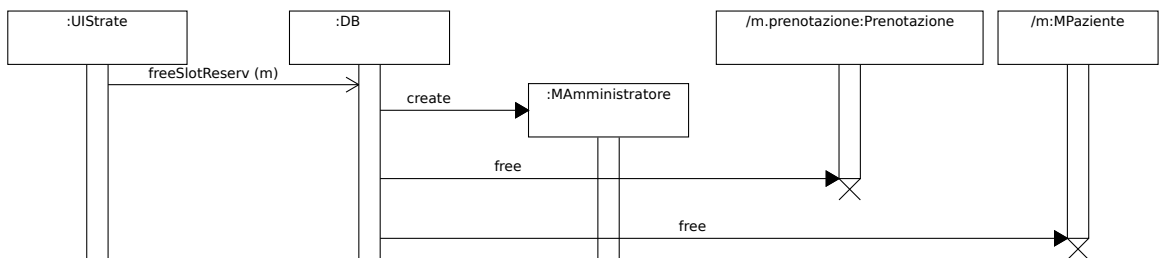 :UIStrate
:DB
/m.prenotazione:Prenotazione
/m:MPaziente
freeSlotReserv (m)
create
:MAmministratore
free
free